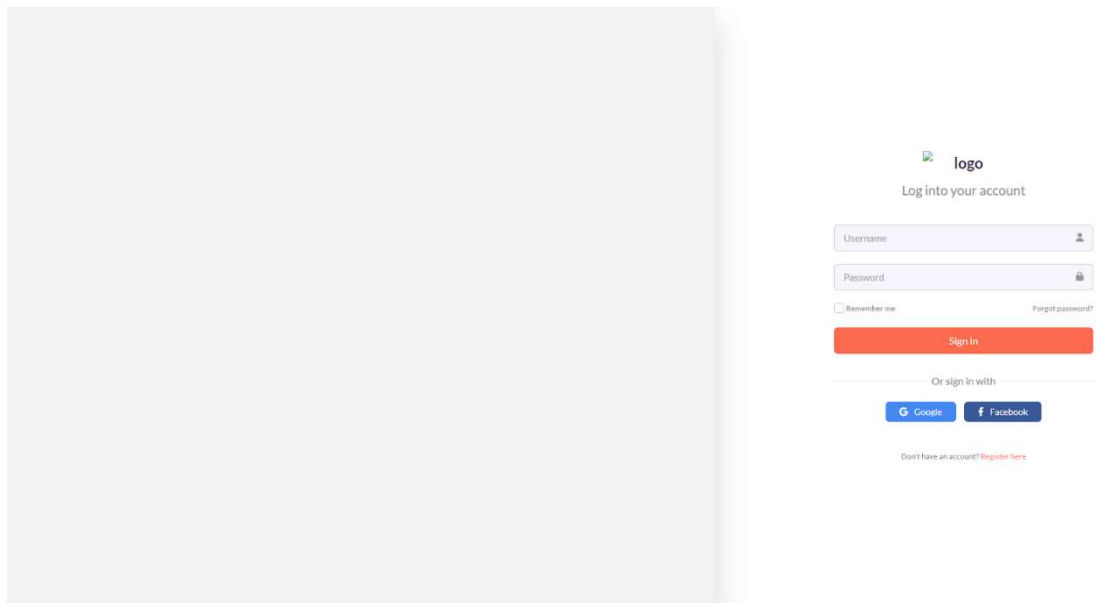 logo
Log into your account
Username
Password
Remember me Forgot password?
Sign in
Or sign in with
G Google f Facebook
Don't have an account? Register here